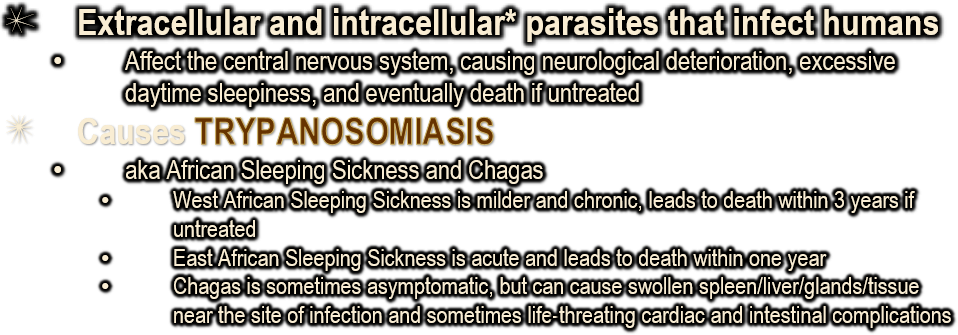 Extracellular and intracellular* parasites that infect humans
• Affect the central nervous system, causing neurological deterioration, excessive
daytime sleepiness, and eventually death if untreated
Causes TRYPANOSOMIASIS
• aka African Sleeping Sickness and Chagas
• West African Sleeping Sickness is milder and chronic, leads to death within 3 years if
untreated
• East African Sleeping Sickness is acute and leads to death within one year
• Chagas is sometimes asymptomatic, but can cause swollen spleen/liver/glands/tissue
near the site of infection and sometimes life-threating cardiac and intestinal complications